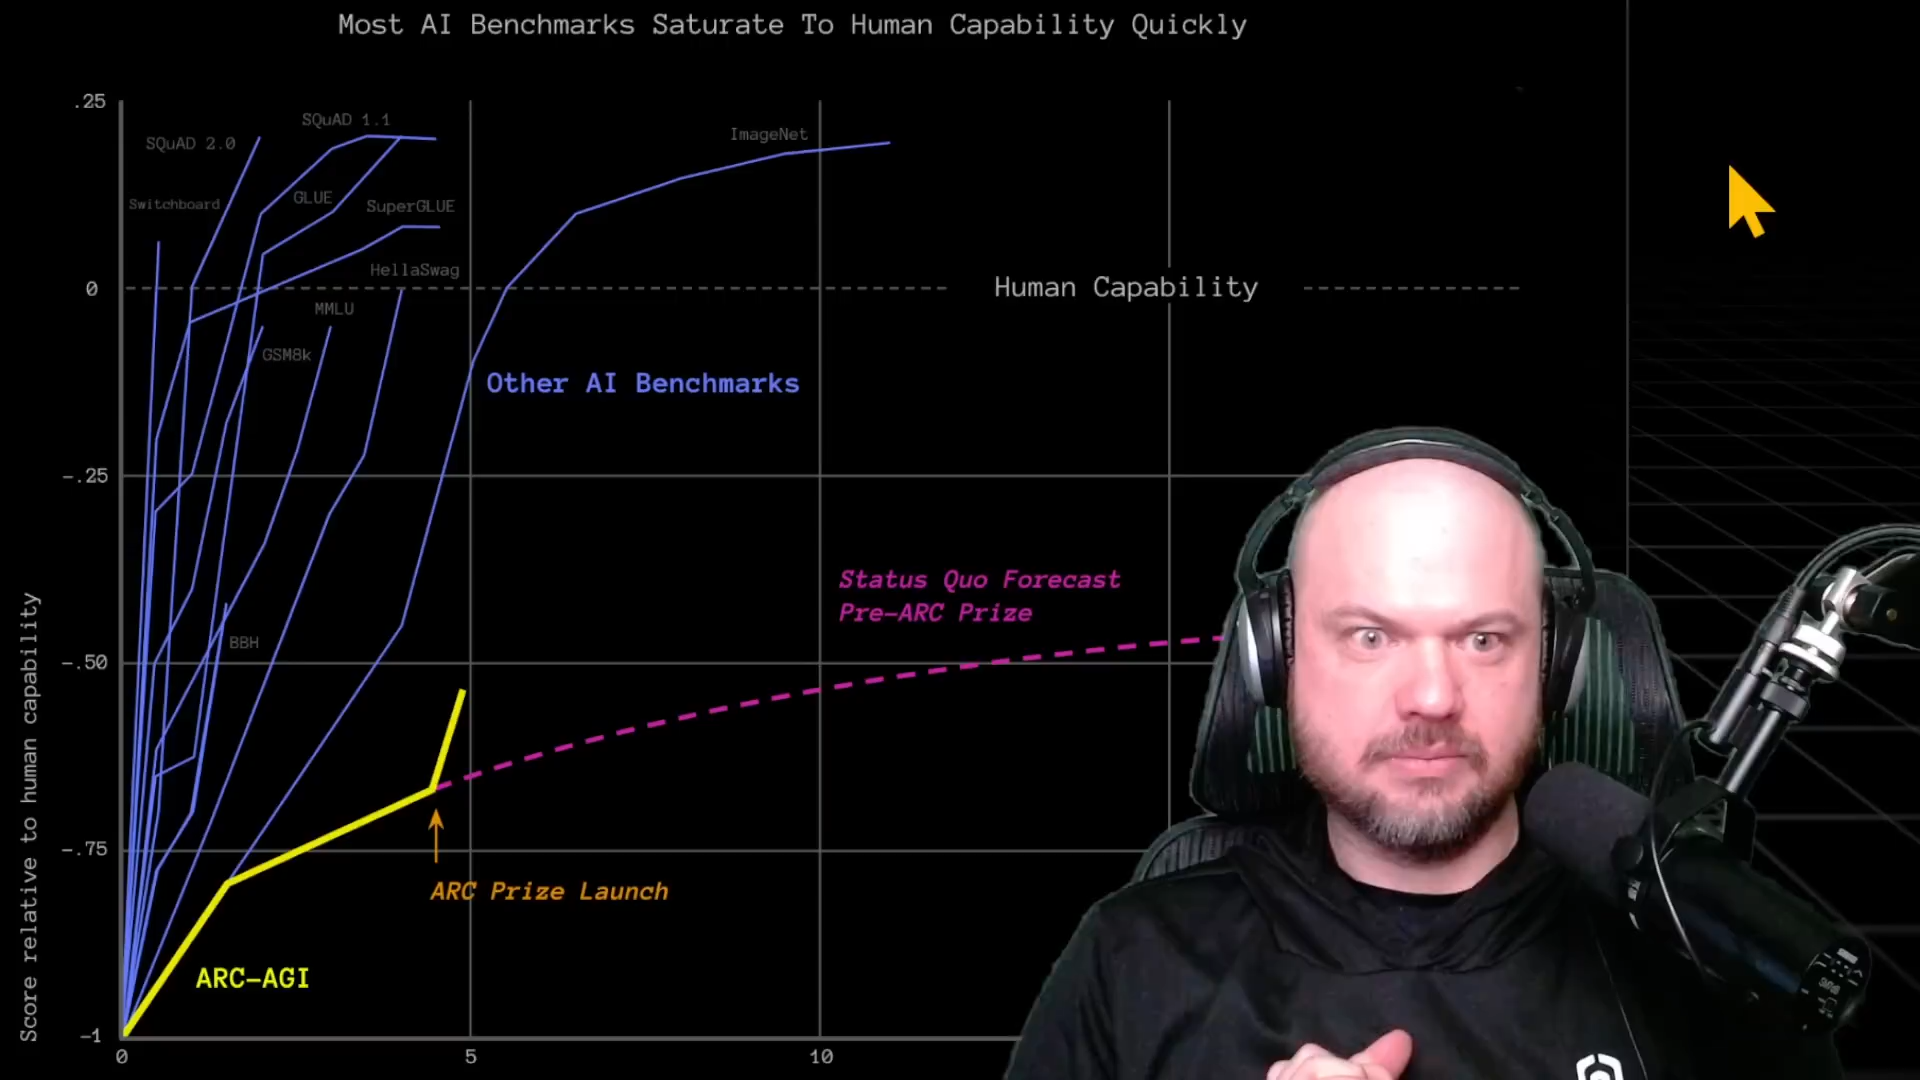 Most AI Benchmarks Saturate To Human Capability Quickly
.25
SQuAD 1.1
SQuAD 2.0
ImageNet
Switchboard
GLUE
SuperGLUE
HellaSwag
0
Human Capability
MMLU
GSM8k
Other AI Benchmarks
-.25
Status Quo Forecast
Pre-ARC Prize
BBH
-.50
-.75
ARC Prize Launch
ARC-AGI
Score relative to human capability
-1
0
5
10